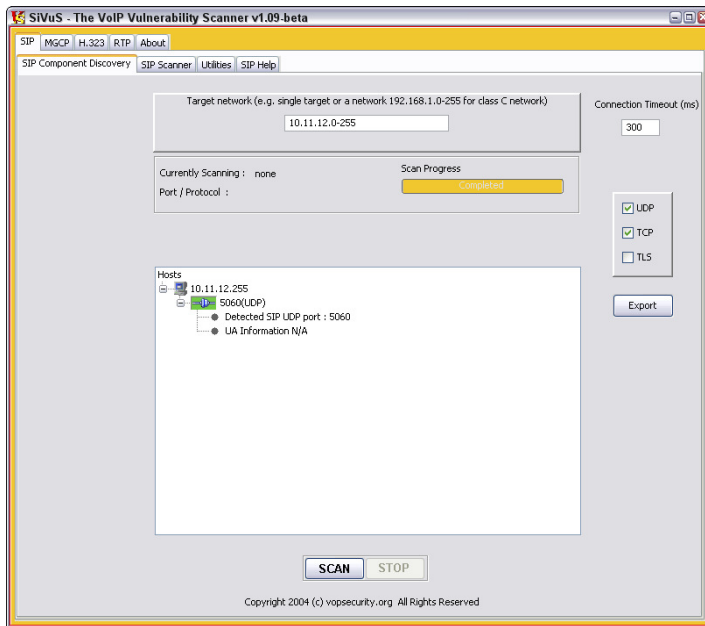 SiVuS - The VoIP Vulnerability Scanner v1.09-beta
SIP MGCP H.323 RTP About
SIP Component Discovery SIP Scanner Utilities SIP Help
Target network (e.g. single target or a network 192.168.1.0-255 for class C network)
10.11.12.0-255
Connection Timeout (ms)
300
Currently Scanning : none
Scan Progress
Completed
Port / Protocol :
UDP
TCP
TLS
Export
Hosts
10.11.12.255
5060(UDP)
Detected SIP UDP port : 5060
UA Information N/A
SCAN STOP
Copyright 2004 (c) vopsecurity.org All Rights Reserved